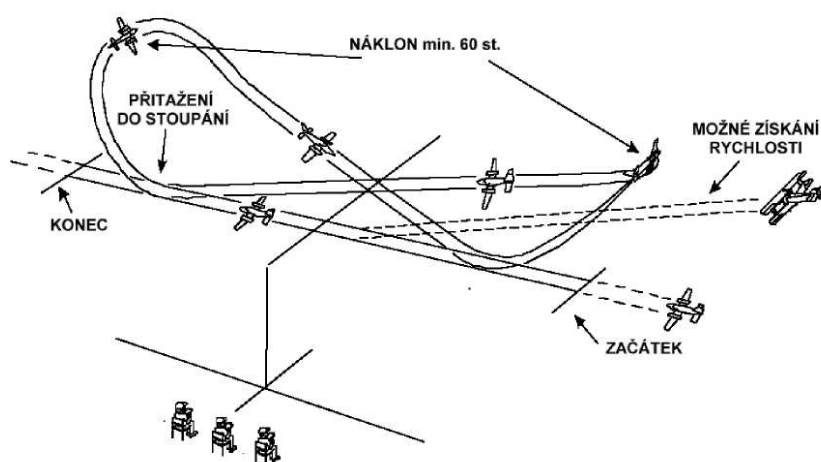 NÁKLON min. 60 st.
PŘITAŽENÍ
DO STOUPÁNÍ
MOŽNÉ ZÍSKÁNÍ
RYCHLOSTI
KONEC
ZAČÁTEK